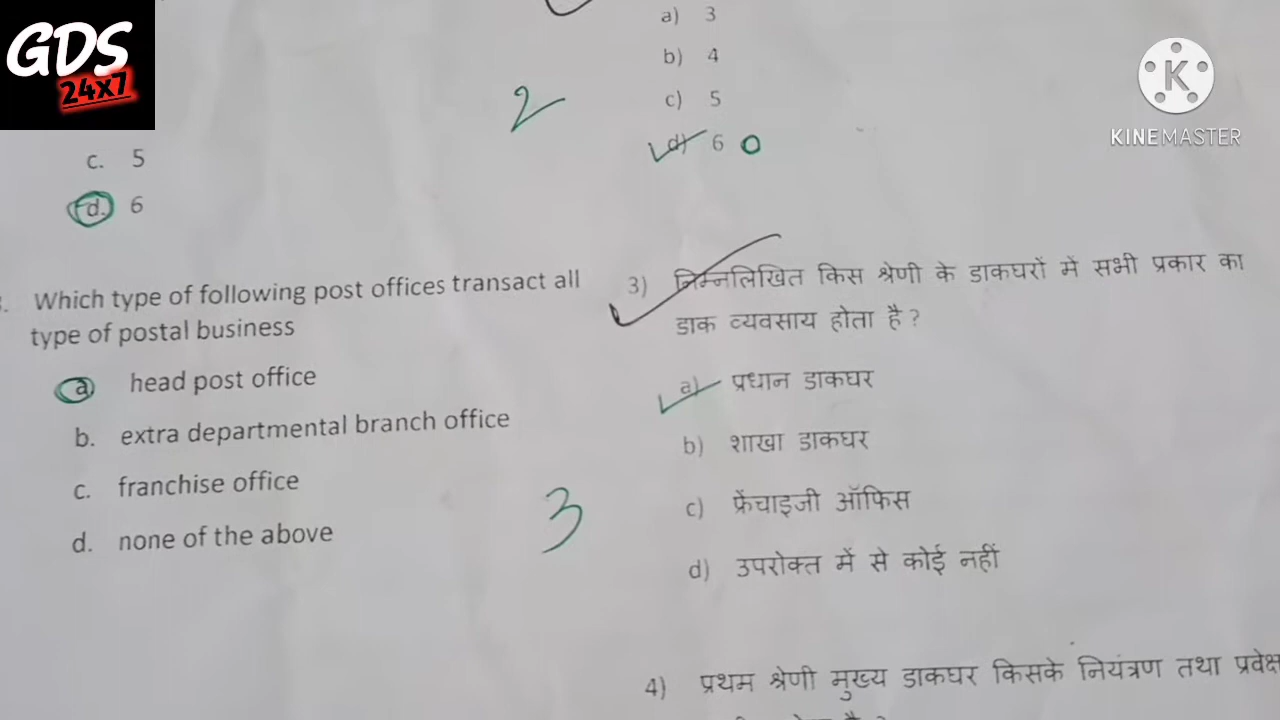 GDS
24x7
KINEMASTER
c. 5
d. 6
2
Which type of following post offices transact all
type of postal business
a head post office
b. extra departmental branch office
c. franchise office
d. none of the above
3
a) 3
b) 4
c) 5
d) 6
3) निम्नलिखित किस श्रेणी के डाकघरों में सभी प्रकार का
डाक व्यवसाय होता है ?
a) प्रधान डाकघर
b) शाखा डाकघर
c) फ्रेंचाइजी ऑफिस
d) उपरोक्त में से कोई नहीं
4) प्रथम श्रेणी मुख्य डाकघर किसके नियंत्रण तथा